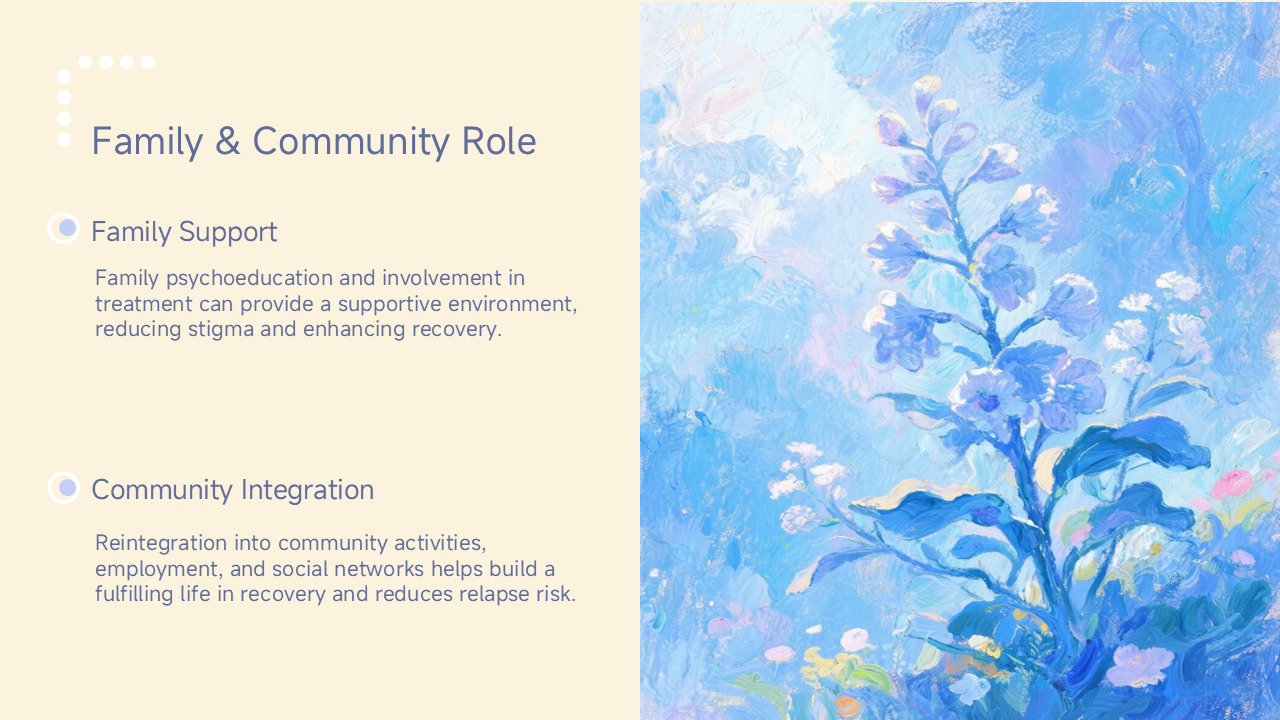 Family & Community Role
Family Support
Family psychoeducation and involvement in
treatment can provide a supportive environment,
reducing stigma and enhancing recovery.
Community Integration
Reintegration into community activities,
employment, and social networks helps build a
fulfilling life in recovery and reduces relapse risk.